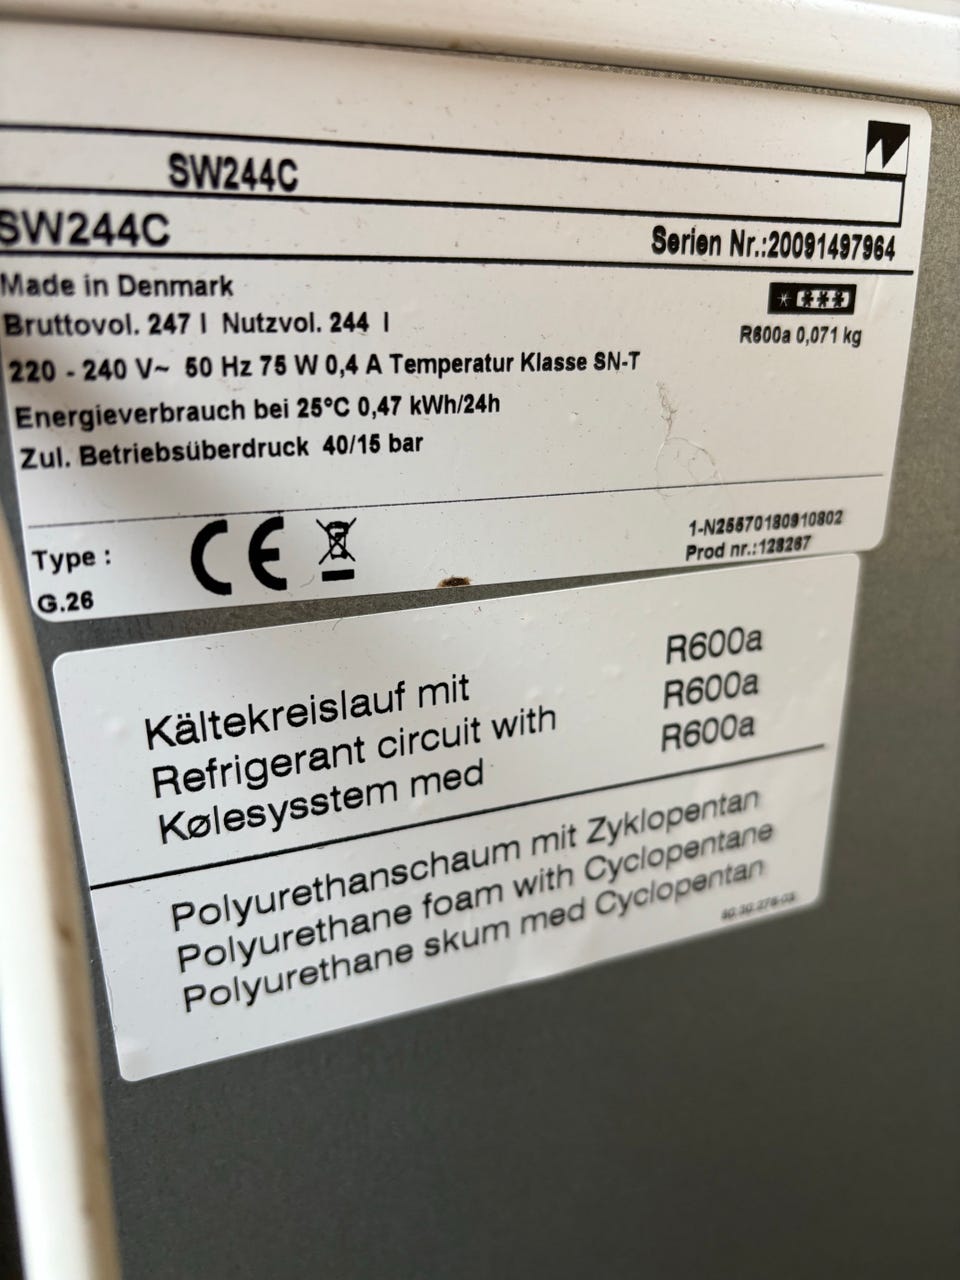 SW244C
SW244C
Serien Nr.:20091497964
Made in Denmark
Bruttovol. 247 l Nutzvol. 244 l
R600a 0,071 kg
220 - 240 V~ 50 Hz 75 W 0,4 A Temperatur Klasse SN-T
Energieverbrauch bei 25°C 0,47 kWh/24h
Zul. Betriebsüberdruck 40/15 bar
1-N25570180910802
Type :
Prod nr.:128267
G.26
CE
Kältekreislauf mit R600a
Refrigerant circuit with R600a
Kølesysstem med R600a
Polyurethanschaum mit Zyklopentan
Polyurethane foam with Cyclopentane
Polyurethane skum med Cyclopentan